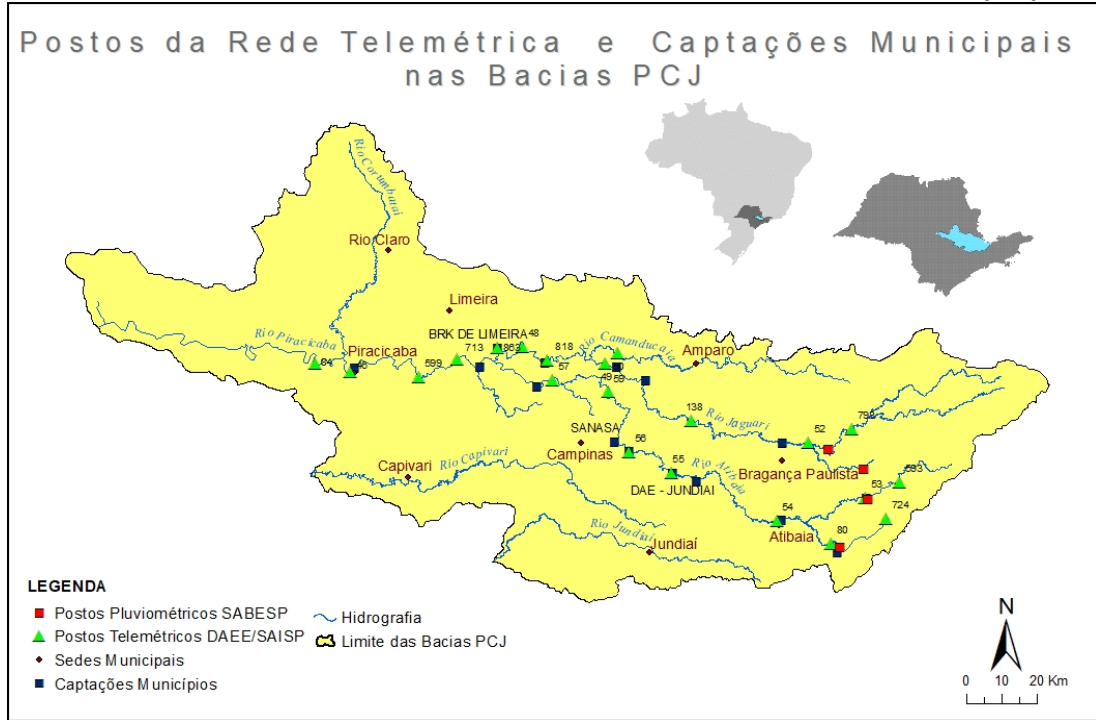 Postos da Rede Telemétrica e Captações Municipais
nas Bacias PCJ
Rio Corumbataí
Rio Claro
Limeira
BRK DE LIMEIRA
48
Rio Piracicaba
Piracicaba
713
818
Rio Camanducaia
Amparo
599
57
49
59
138
Rio Jaguari
52
SANASA
56
Campinas
Rio Capivari
Capivari
55
Rio Atibaia
Bragança Paulista
DAE - JUNDIAI
53
593
54
724
Atibaia
80
Rio Jundiaí
Jundiaí
LEGENDA
Postos Pluviométricos SABESP
Postos Telemétricos DAEE/SAISP
Sedes Municipais
Captações Municípios
Hidrografia
Limite das Bacias PCJ
N
0 10 20 Km